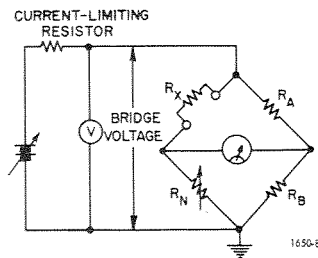 CURRENT-LIMITING
RESISTOR
V
BRIDGE
VOLTAGE
RX
RA
RN
RB
1650-8